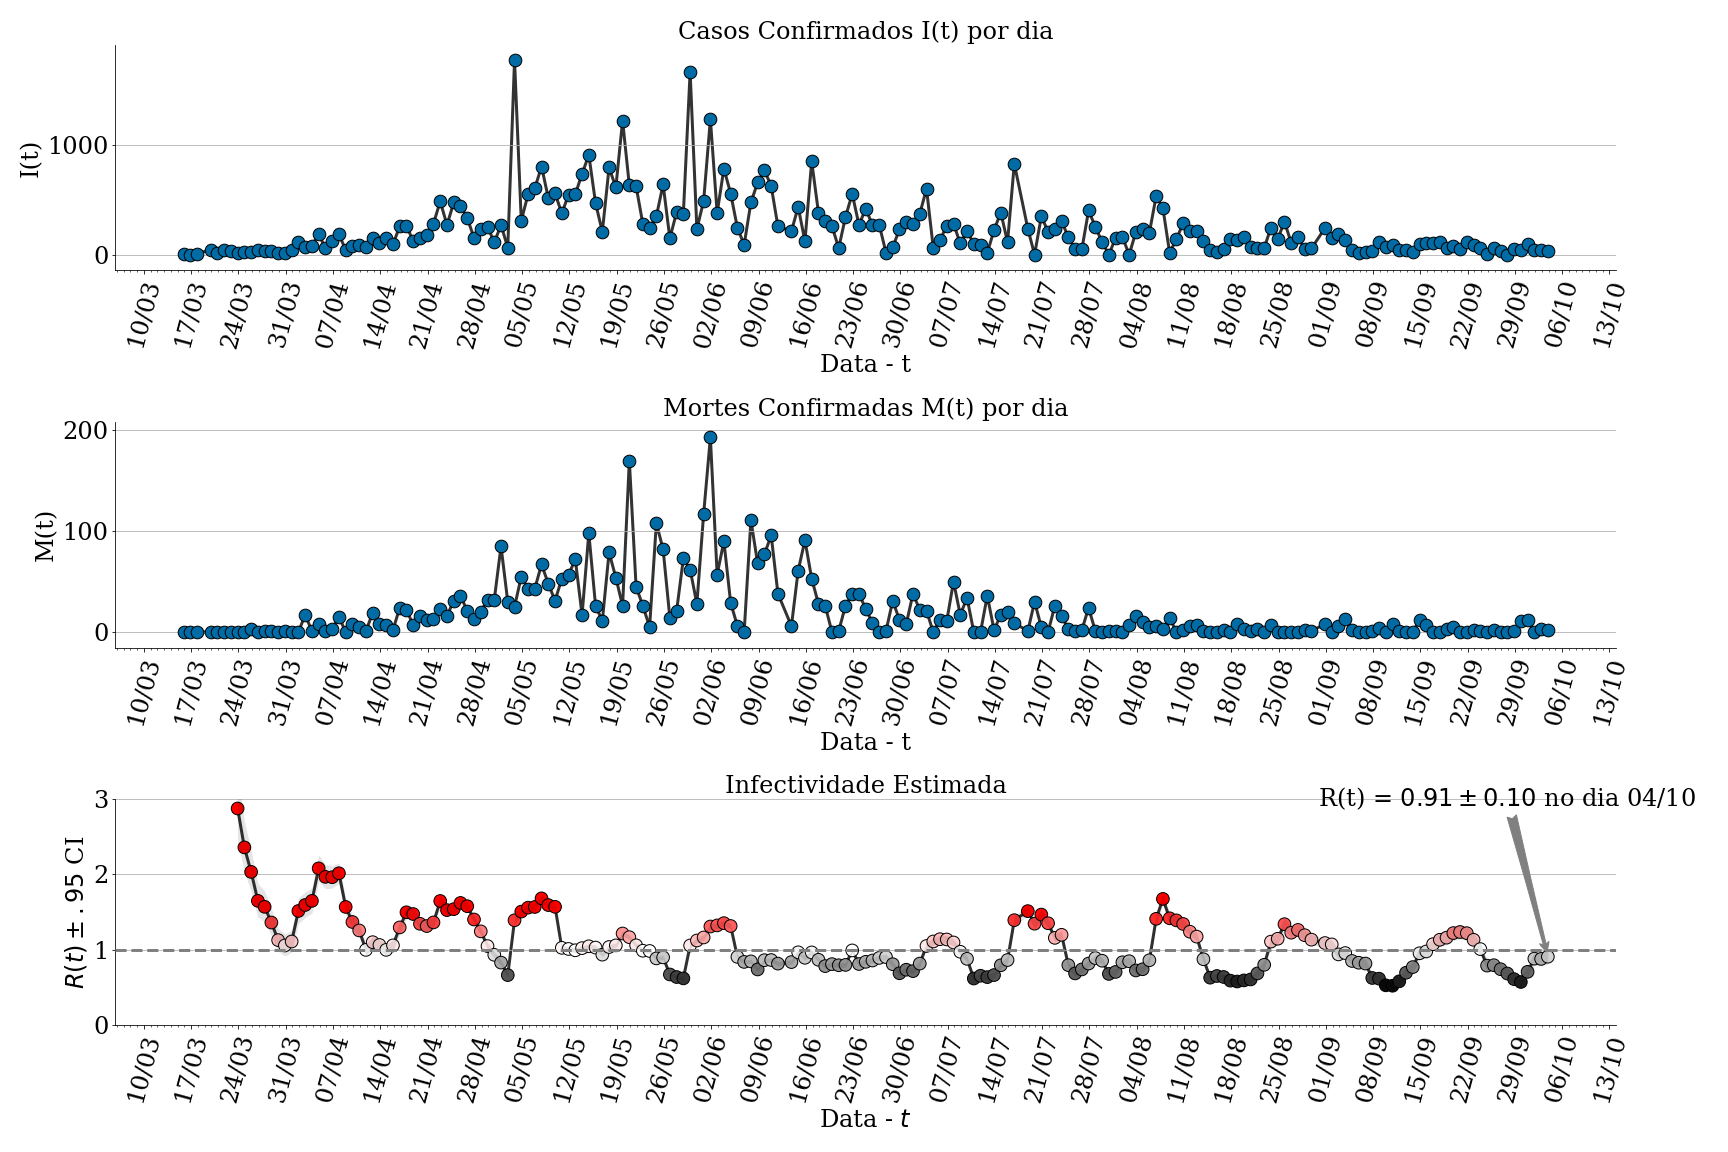 Casos Confirmados I(t) por dia
I(t)
1000
0
10/03 17/03 24/03 31/03 07/04 14/04 21/04 28/04 05/05 12/05 19/05 26/05 02/06 09/06 16/06 23/06 30/06 07/07 14/07 21/07 28/07 04/08 11/08 18/08 25/08 01/09 08/09 15/09 22/09 29/09 06/10 13/10
Data - t
Mortes Confirmadas M(t) por dia
M(t)
200
100
0
10/03 17/03 24/03 31/03 07/04 14/04 21/04 28/04 05/05 12/05 19/05 26/05 02/06 09/06 16/06 23/06 30/06 07/07 14/07 21/07 28/07 04/08 11/08 18/08 25/08 01/09 08/09 15/09 22/09 29/09 06/10 13/10
Data - t
Infectividade Estimada
R(t) = 0.91 ± 0.10 no dia 04/10
R(t) ± .95 CI
3
2
1
0
10/03 17/03 24/03 31/03 07/04 14/04 21/04 28/04 05/05 12/05 19/05 26/05 02/06 09/06 16/06 23/06 30/06 07/07 14/07 21/07 28/07 04/08 11/08 18/08 25/08 01/09 08/09 15/09 22/09 29/09 06/10 13/10
Data - t